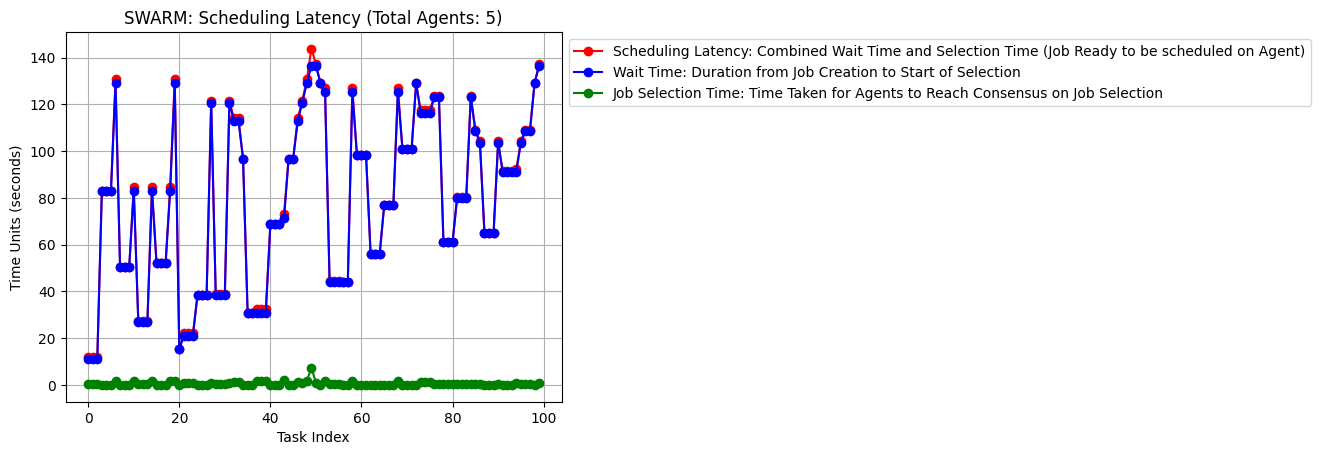 SWARM: Scheduling Latency (Total Agents: 5)
Scheduling Latency: Combined Wait Time and Selection Time (Job Ready to be scheduled on Agent)
Wait Time: Duration from Job Creation to Start of Selection
Job Selection Time: Time Taken for Agents to Reach Consensus on Job Selection
Time Units (seconds)
140
120
100
80
60
40
20
0
0 20 40 60 80 100
Task Index